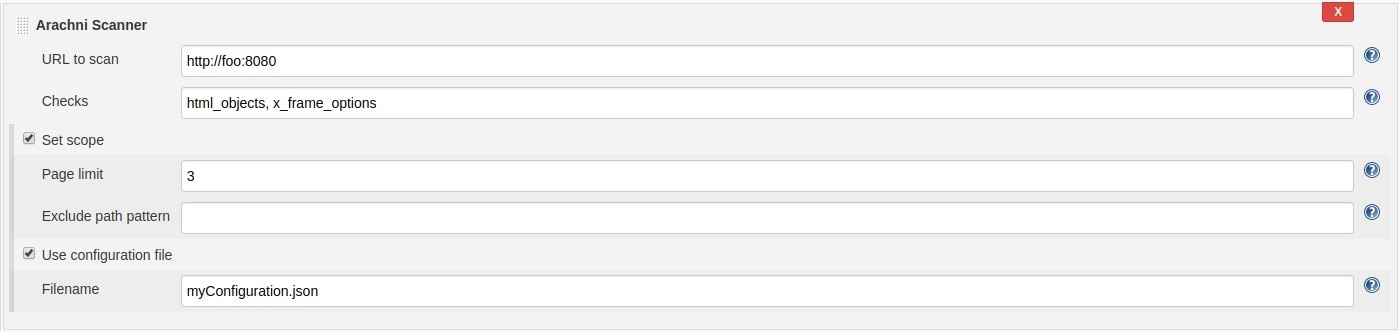 X
Arachni Scanner
URL to scan http://foo:8080 ?
Checks html_objects, x_frame_options ?
Set scope
Page limit 3 ?
Exclude path pattern ?
Use configuration file
Filename myConfiguration.json ?